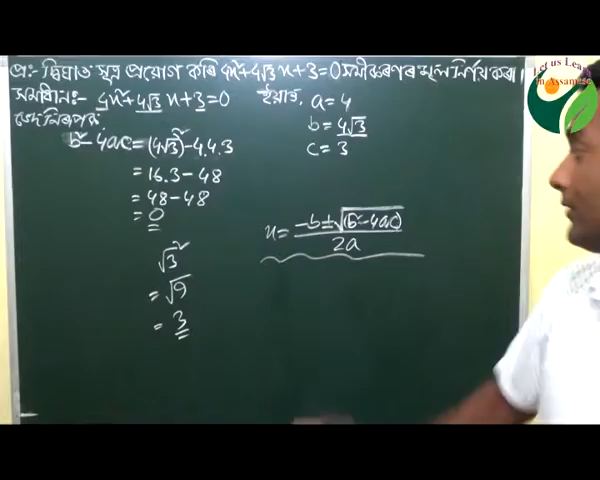 প্ৰ:- দ্বিঘাত সূত্ৰ প্ৰয়োগ কৰি 4x²+4√3 x+3=0 সমীকৰণৰ মূল নিৰ্ণয় কৰা।
সমাধান:- 4x²+4√3 x+3=0 ইয়াত, a=4
b=4√3
c=3
b²-4ac=(4√3)²-4.4.3
=16.3-48
=48-48
=0
x= -b±√(b²-4ac) / 2a
√3²
=√9
=3
Let us Learn
in Assamese